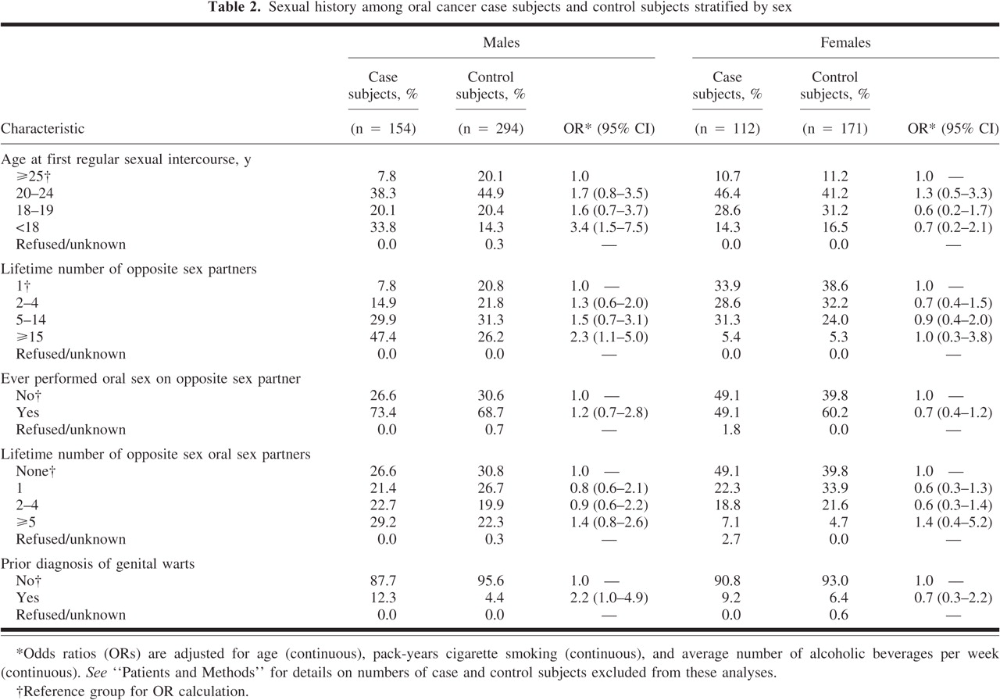 Table 2. Sexual history among oral cancer case subjects and control subjects stratified by sex
Males Females
Case subjects, % Control subjects, % Case subjects, % Control subjects, %
Characteristic (n = 154) (n = 294) OR* (95% CI) (n = 112) (n = 171) OR* (95% CI)
Age at first regular sexual intercourse, y
⩾25† 7.8 20.1 1.0 10.7 11.2 1.0 —
20–24 38.3 44.9 1.7 (0.8–3.5) 46.4 41.2 1.3 (0.5–3.3)
18–19 20.1 20.4 1.6 (0.7–3.7) 28.6 31.2 0.6 (0.2–1.7)
<18 33.8 14.3 3.4 (1.5–7.5) 14.3 16.5 0.7 (0.2–2.1)
Refused/unknown 0.0 0.3 — 0.0 0.0 —
Lifetime number of opposite sex partners
1† 7.8 20.8 1.0 — 33.9 38.6 1.0 —
2–4 14.9 21.8 1.3 (0.6–2.0) 28.6 32.2 0.7 (0.4–1.5)
5–14 29.9 31.3 1.5 (0.7–3.1) 31.3 24.0 0.9 (0.4–2.0)
⩾15 47.4 26.2 2.3 (1.1–5.0) 5.4 5.3 1.0 (0.3–3.8)
Refused/unknown 0.0 0.0 — 0.0 0.0 —
Ever performed oral sex on opposite sex partner
No† 26.6 30.6 1.0 — 49.1 39.8 1.0 —
Yes 73.4 68.7 1.2 (0.7–2.8) 49.1 60.2 0.7 (0.4–1.2)
Refused/unknown 0.0 0.7 — 1.8 0.0 —
Lifetime number of opposite sex oral sex partners
None† 26.6 30.8 1.0 — 49.1 39.8 1.0 —
1 21.4 26.7 0.8 (0.6–2.1) 22.3 33.9 0.6 (0.3–1.3)
2–4 22.7 19.9 0.9 (0.6–2.2) 18.8 21.6 0.6 (0.3–1.4)
⩾5 29.2 22.3 1.4 (0.8–2.6) 7.1 4.7 1.4 (0.4–5.2)
Refused/unknown 0.0 0.3 — 2.7 0.0 —
Prior diagnosis of genital warts
No† 87.7 95.6 1.0 — 90.8 93.0 1.0 —
Yes 12.3 4.4 2.2 (1.0–4.9) 9.2 6.4 0.7 (0.3–2.2)
Refused/unknown 0.0 0.0 — 0.0 0.6 —
*Odds ratios (ORs) are adjusted for age (continuous), pack-years cigarette smoking (continuous), and average number of alcoholic beverages per week
(continuous). See ‘‘Patients and Methods’’ for details on numbers of case and control subjects excluded from these analyses.
†Reference group for OR calculation.